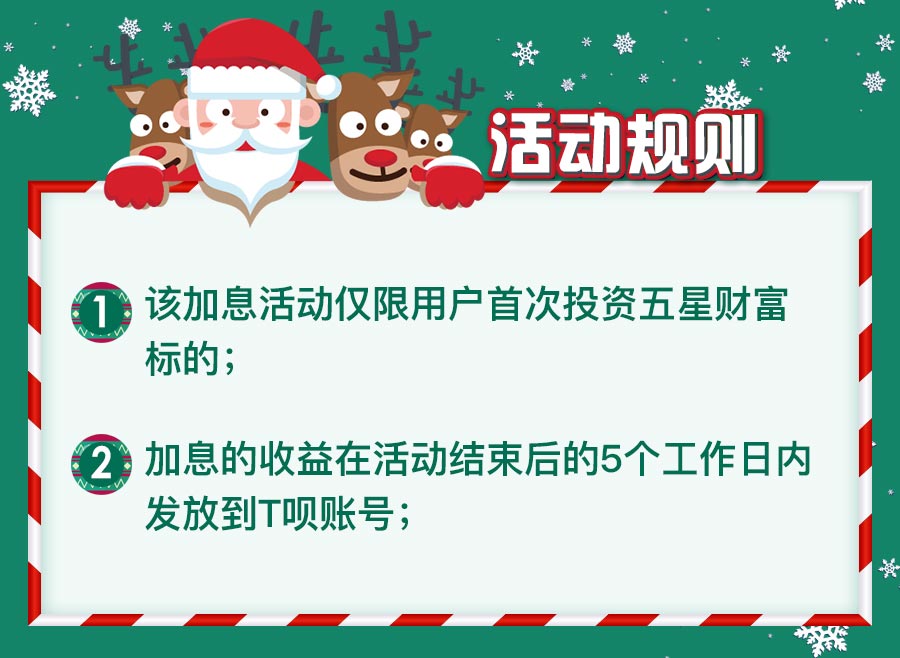 活动规则
1 该加息活动仅限用户首次投资五星财富
标的；
2 加息的收益在活动结束后的5个工作日内
发放到T呗账号；